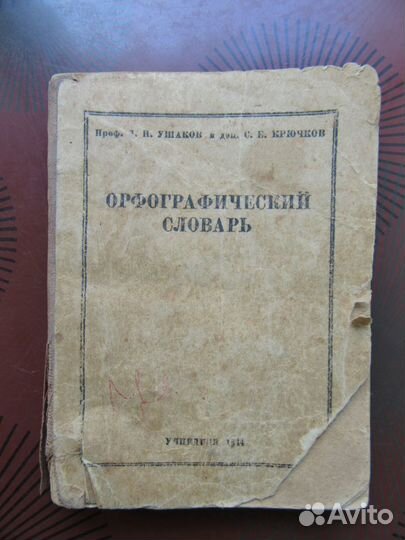 Проф. Д. Н. УШАКОВ и доц. С. Е. КРЮЧКОВ
ОРФОГРАФИЧЕСКИЙ
СЛОВАРЬ
УЧПЕДГИЗ 1944
Avito